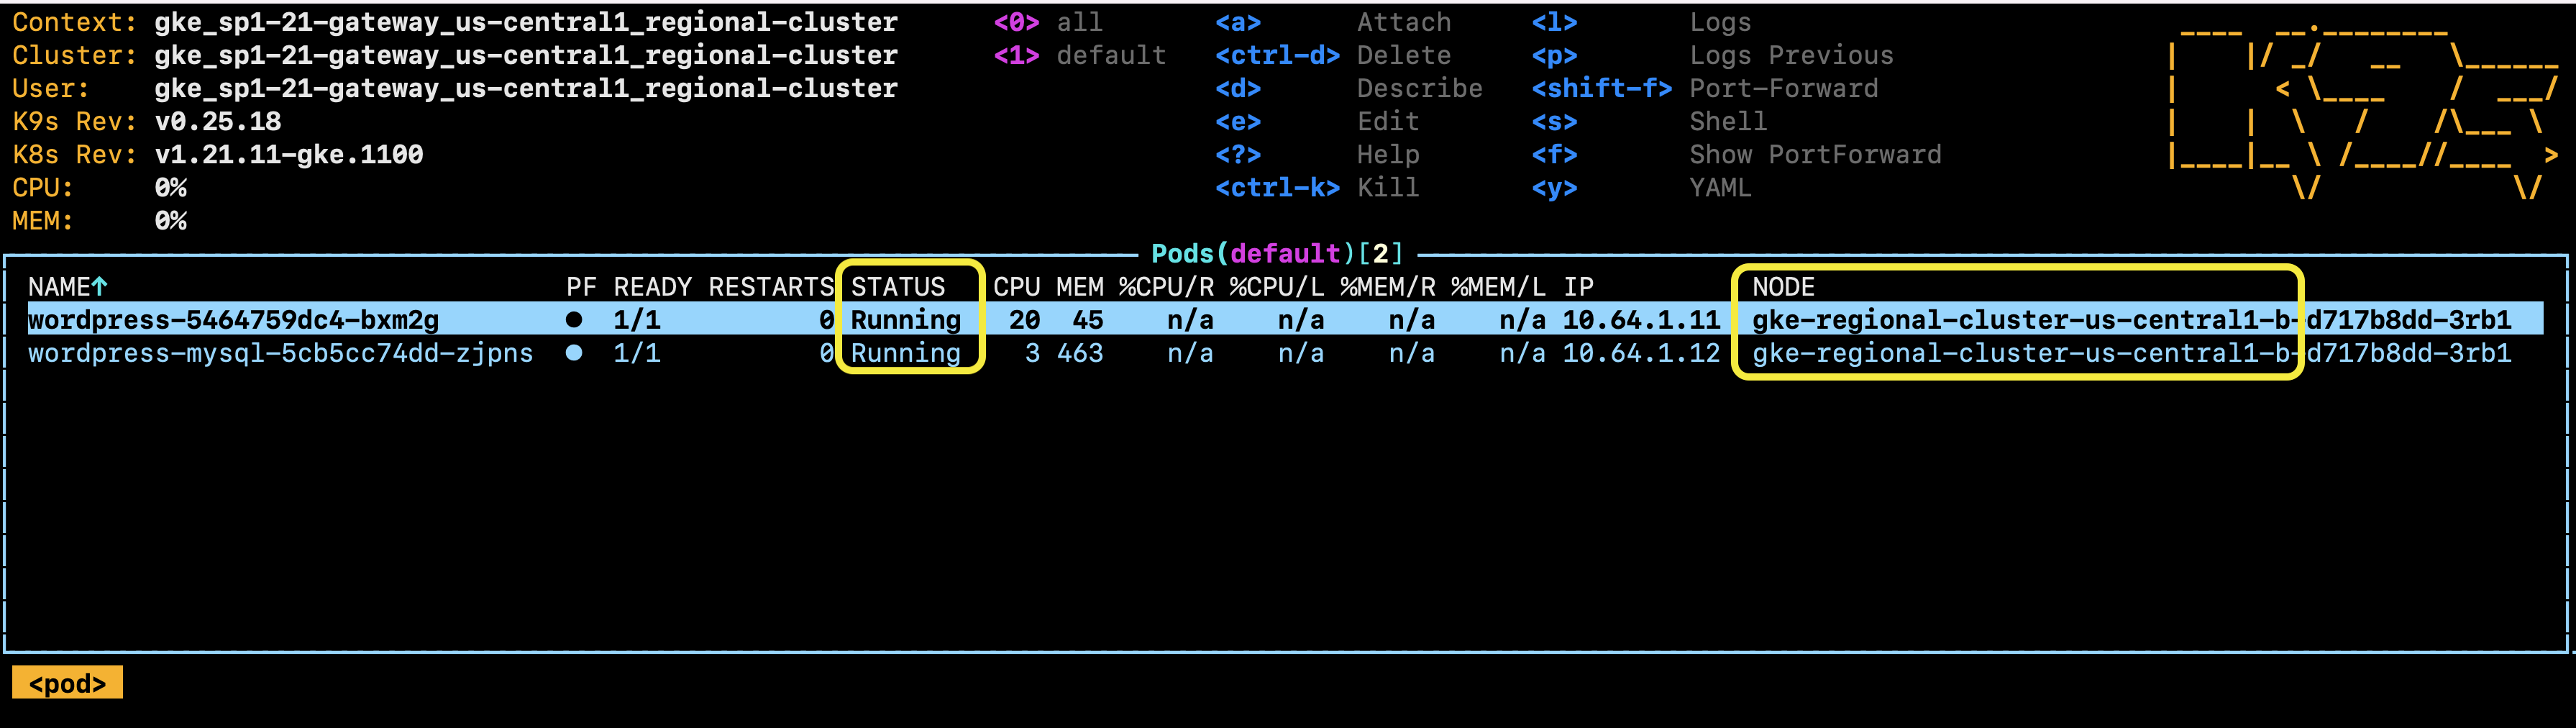 Context: gke_sp1-21-gateway_us-central1_regional-cluster <0> all <a> Attach <l> Logs
Cluster: gke_sp1-21-gateway_us-central1_regional-cluster <1> default <ctrl-d> Delete <p> Logs Previous
User: gke_sp1-21-gateway_us-central1_regional-cluster <d> Describe <shift-f> Port-Forward
K9s Rev: v0.25.18 <e> Edit <s> Shell
K8s Rev: v1.21.11-gke.1100 <?> Help <f> Show PortForward
CPU: 0% <ctrl-k> Kill <y> YAML
MEM: 0%
Pods(default)[2]
NAME↑ PF READY RESTARTS STATUS CPU MEM %CPU/R %CPU/L %MEM/R %MEM/L IP NODE
wordpress-5464759dc4-bxm2g ● 1/1 0 Running 20 45 n/a n/a n/a n/a 10.64.1.11 gke-regional-cluster-us-central1-b-d717b8dd-3rb1
wordpress-mysql-5cb5cc74dd-zjpns ● 1/1 0 Running 3 463 n/a n/a n/a n/a 10.64.1.12 gke-regional-cluster-us-central1-b-d717b8dd-3rb1
<pod>